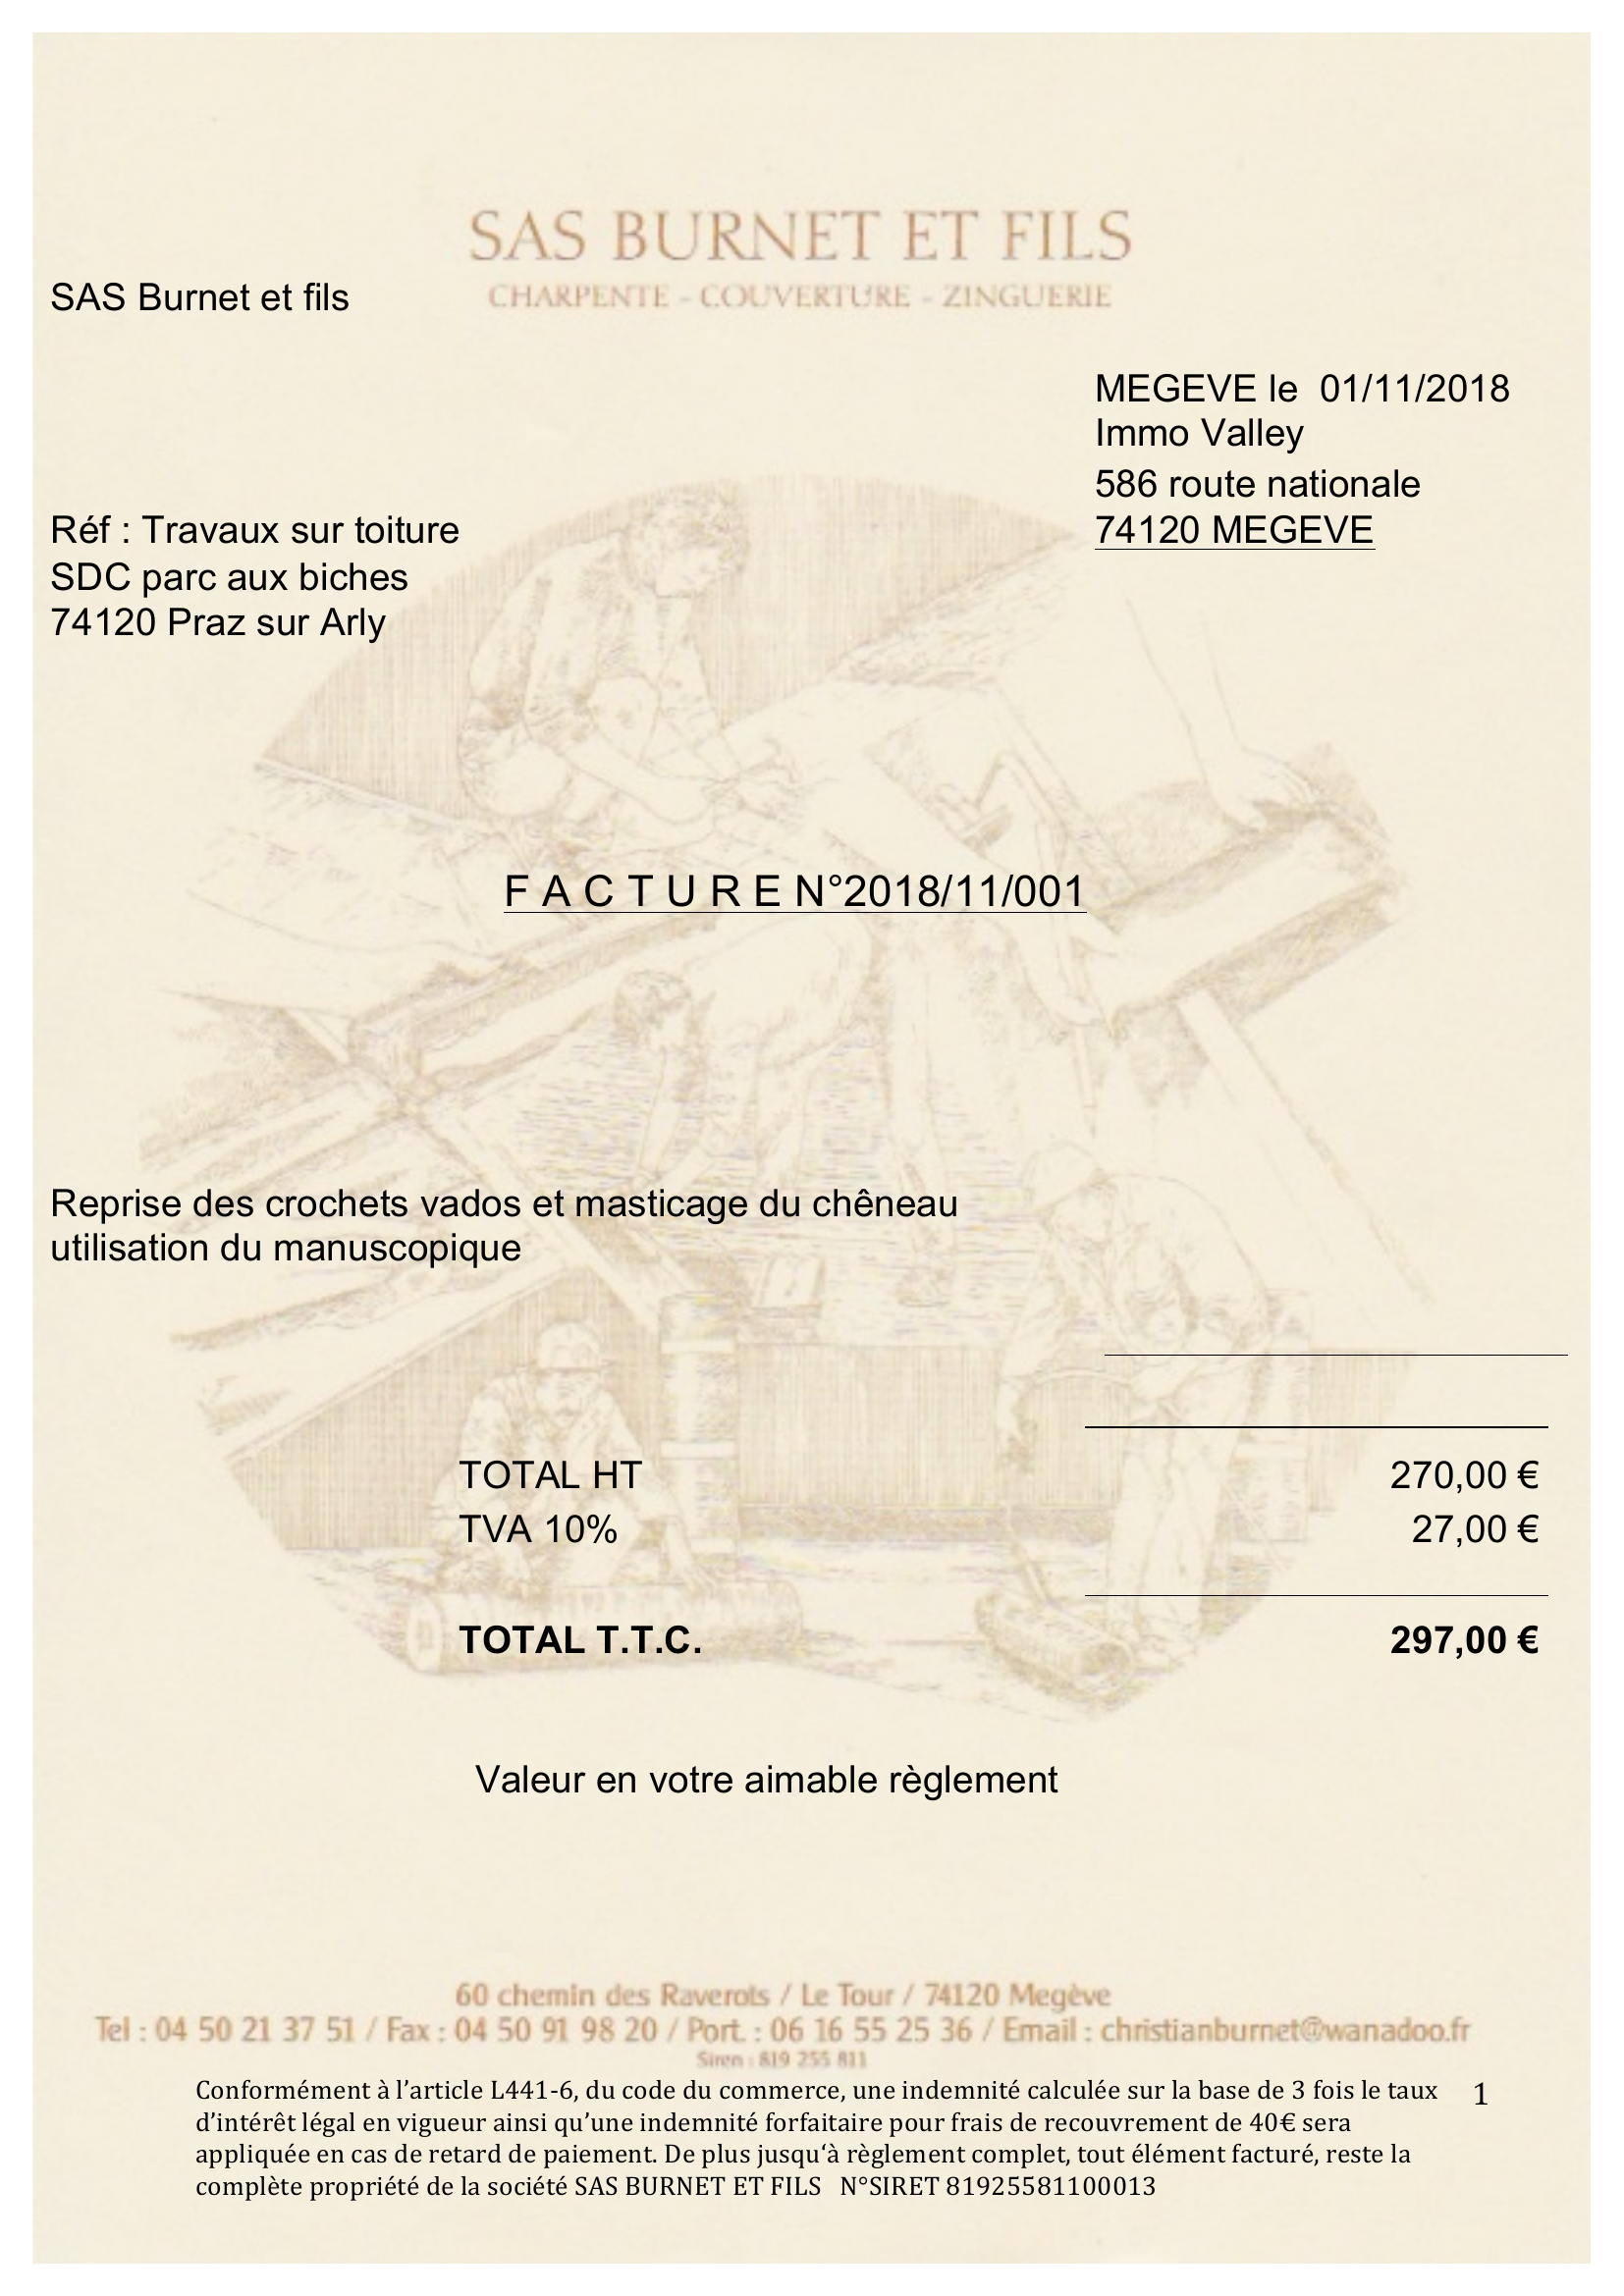 SAS BURNET ET FILS
CHARPENTE - COUVERTURE - ZINGUERIE
SAS Burnet et fils
MEGEVE le  01/11/2018
Immo Valley
586 route nationale
74120 MEGEVE
Réf : Travaux sur toiture
SDC parc aux biches
74120 Praz sur Arly
F A C T U R E N°2018/11/001
Reprise des crochets vados et masticage du chêneau
utilisation du manuscopique
TOTAL HT 270,00 €
TVA 10% 27,00 €
TOTAL T.T.C. 297,00 €
Valeur en votre aimable règlement
60 chemin des Raverots / Le Tour / 74120 Megève
Tel : 04 50 21 37 51 / Fax : 04 50 91 98 20 / Port. : 06 16 55 25 36 / Email : christianburnet@wanadoo.fr
Siren : 819 255 811
Conformément à l’article L441-6, du code du commerce, une indemnité calculée sur la base de 3 fois le taux 1
d’intérêt légal en vigueur ainsi qu’une indemnité forfaitaire pour frais de recouvrement de 40€ sera
appliquée en cas de retard de paiement. De plus jusqu‘à règlement complet, tout élément facturé, reste la
complète propriété de la société SAS BURNET ET FILS   N°SIRET 81925581100013